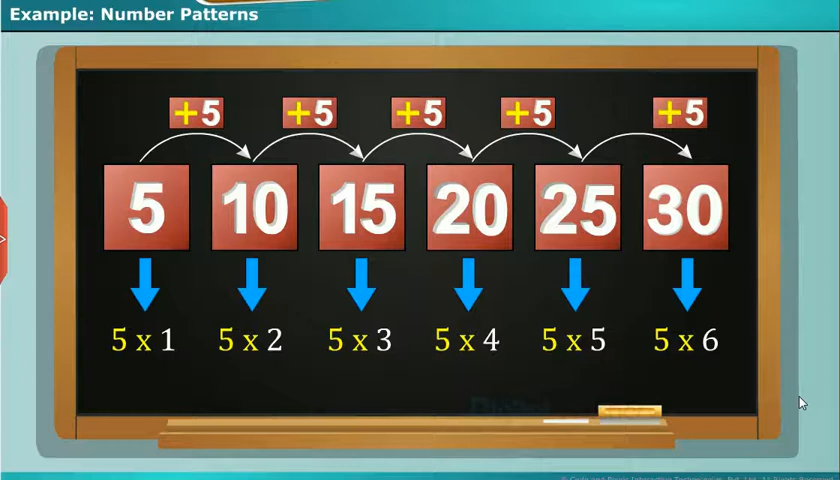 Example: Number Patterns
+5 +5 +5 +5 +5
5 10 15 20 25 30
5 x 1 5 x 2 5 x 3 5 x 4 5 x 5 5 x 6